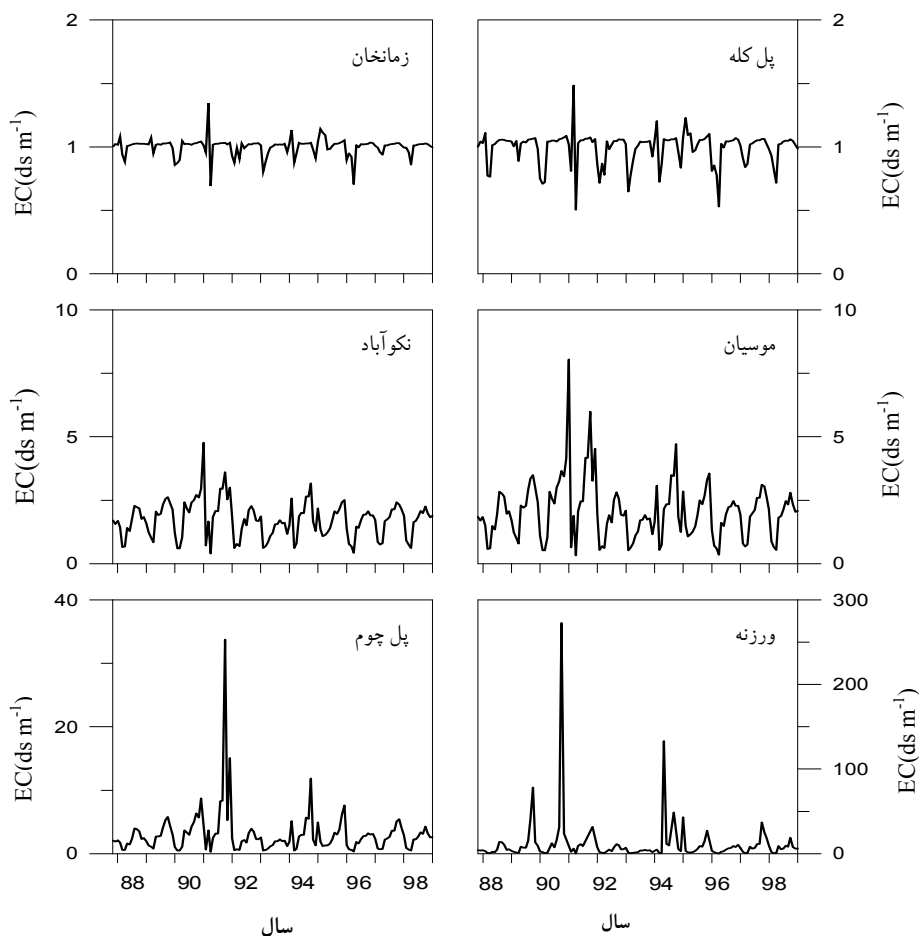 2
1
0
EC(ds m-1)
زمانخان
2
1
0
EC(ds m-1)
پل کله
10
5
0
EC(ds m-1)
نکوآباد
10
5
0
EC(ds m-1)
موسیان
40
20
0
EC(ds m-1)
پل چوم
300
200
100
0
EC(ds m-1)
ورزنه
88 90 92 94 96 98
سال
88 90 92 94 96 98
سال